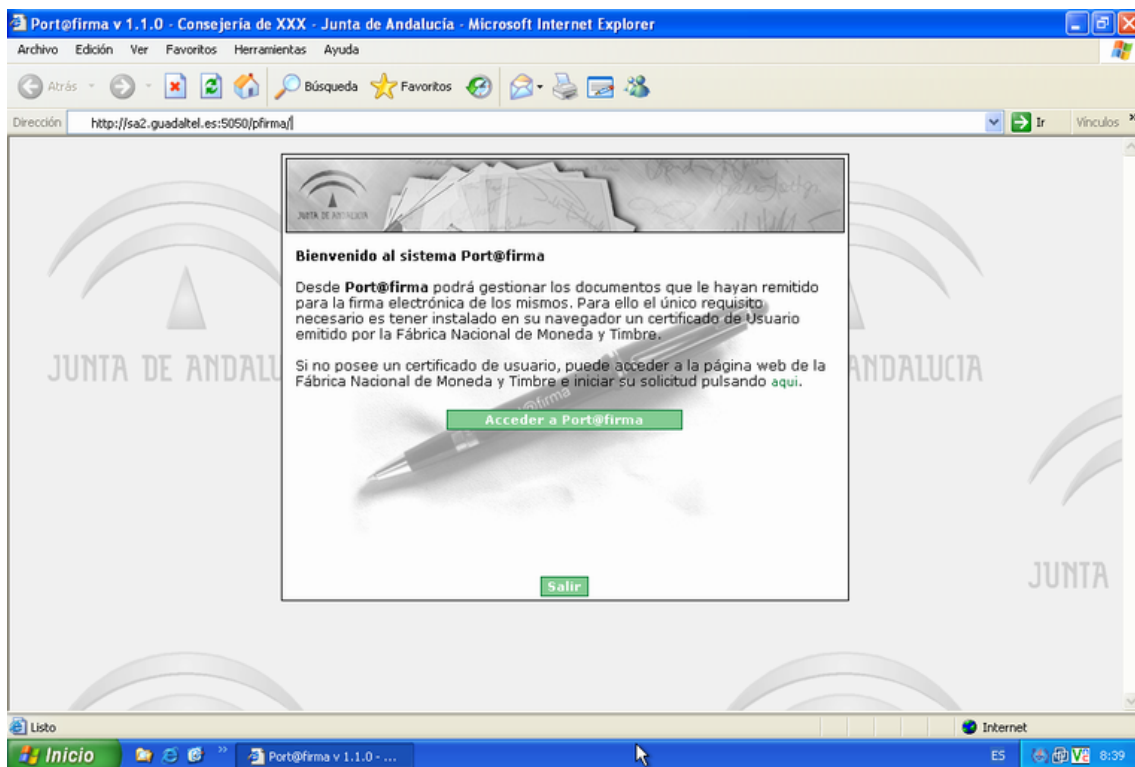 Port@firma v 1.1.0 - Consejería de XXX - Junta de Andalucía - Microsoft Internet Explorer
Archivo Edición Ver Favoritos Herramientas Ayuda
Atrás Búsqueda Favoritos
Dirección http://sa2.guadaltel.es:5050/pfirma/ Ir Vínculos »
JUNTA DE ANDALUCIA
Bienvenido al sistema Port@firma
Desde Port@firma podrá gestionar los documentos que le hayan remitido
para la firma electrónica de los mismos. Para ello el único requisito
necesario es tener instalado en su navegador un certificado de Usuario
emitido por la Fábrica Nacional de Moneda y Timbre.
Si no posee un certificado de usuario, puede acceder a la página web de la
Fábrica Nacional de Moneda y Timbre e iniciar su solicitud pulsando aqui.
JUNTA DE ANDALU
ANDALUCIA
@firma
Acceder a Port@firma
JUNTA
Salir
Listo Internet
Inicio » Port@firma v 1.1.0 - ... ES 8:39